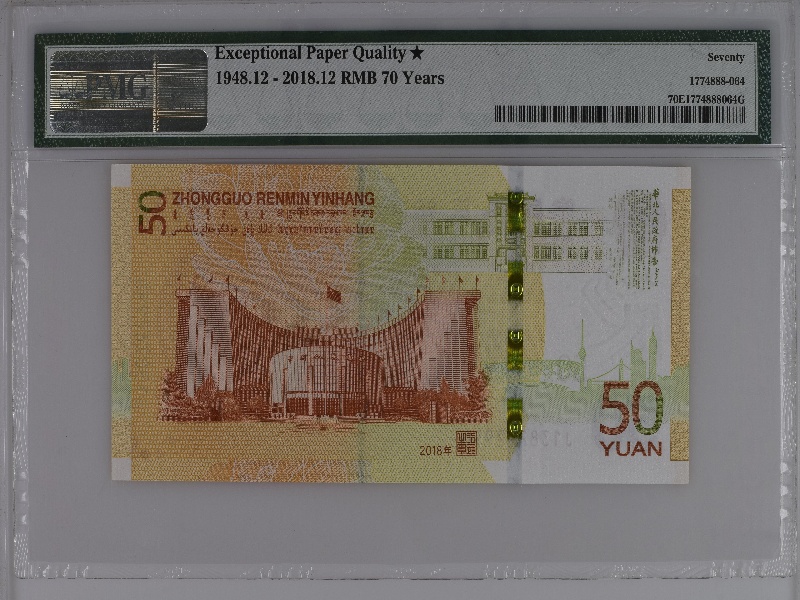 PMG
Exceptional Paper Quality ★
1948.12 - 2018.12 RMB 70 Years
Seventy
1774888-064
70E1774888064G
50
ZHONGGUO RENMIN YINHANG
2018年
50
YUAN